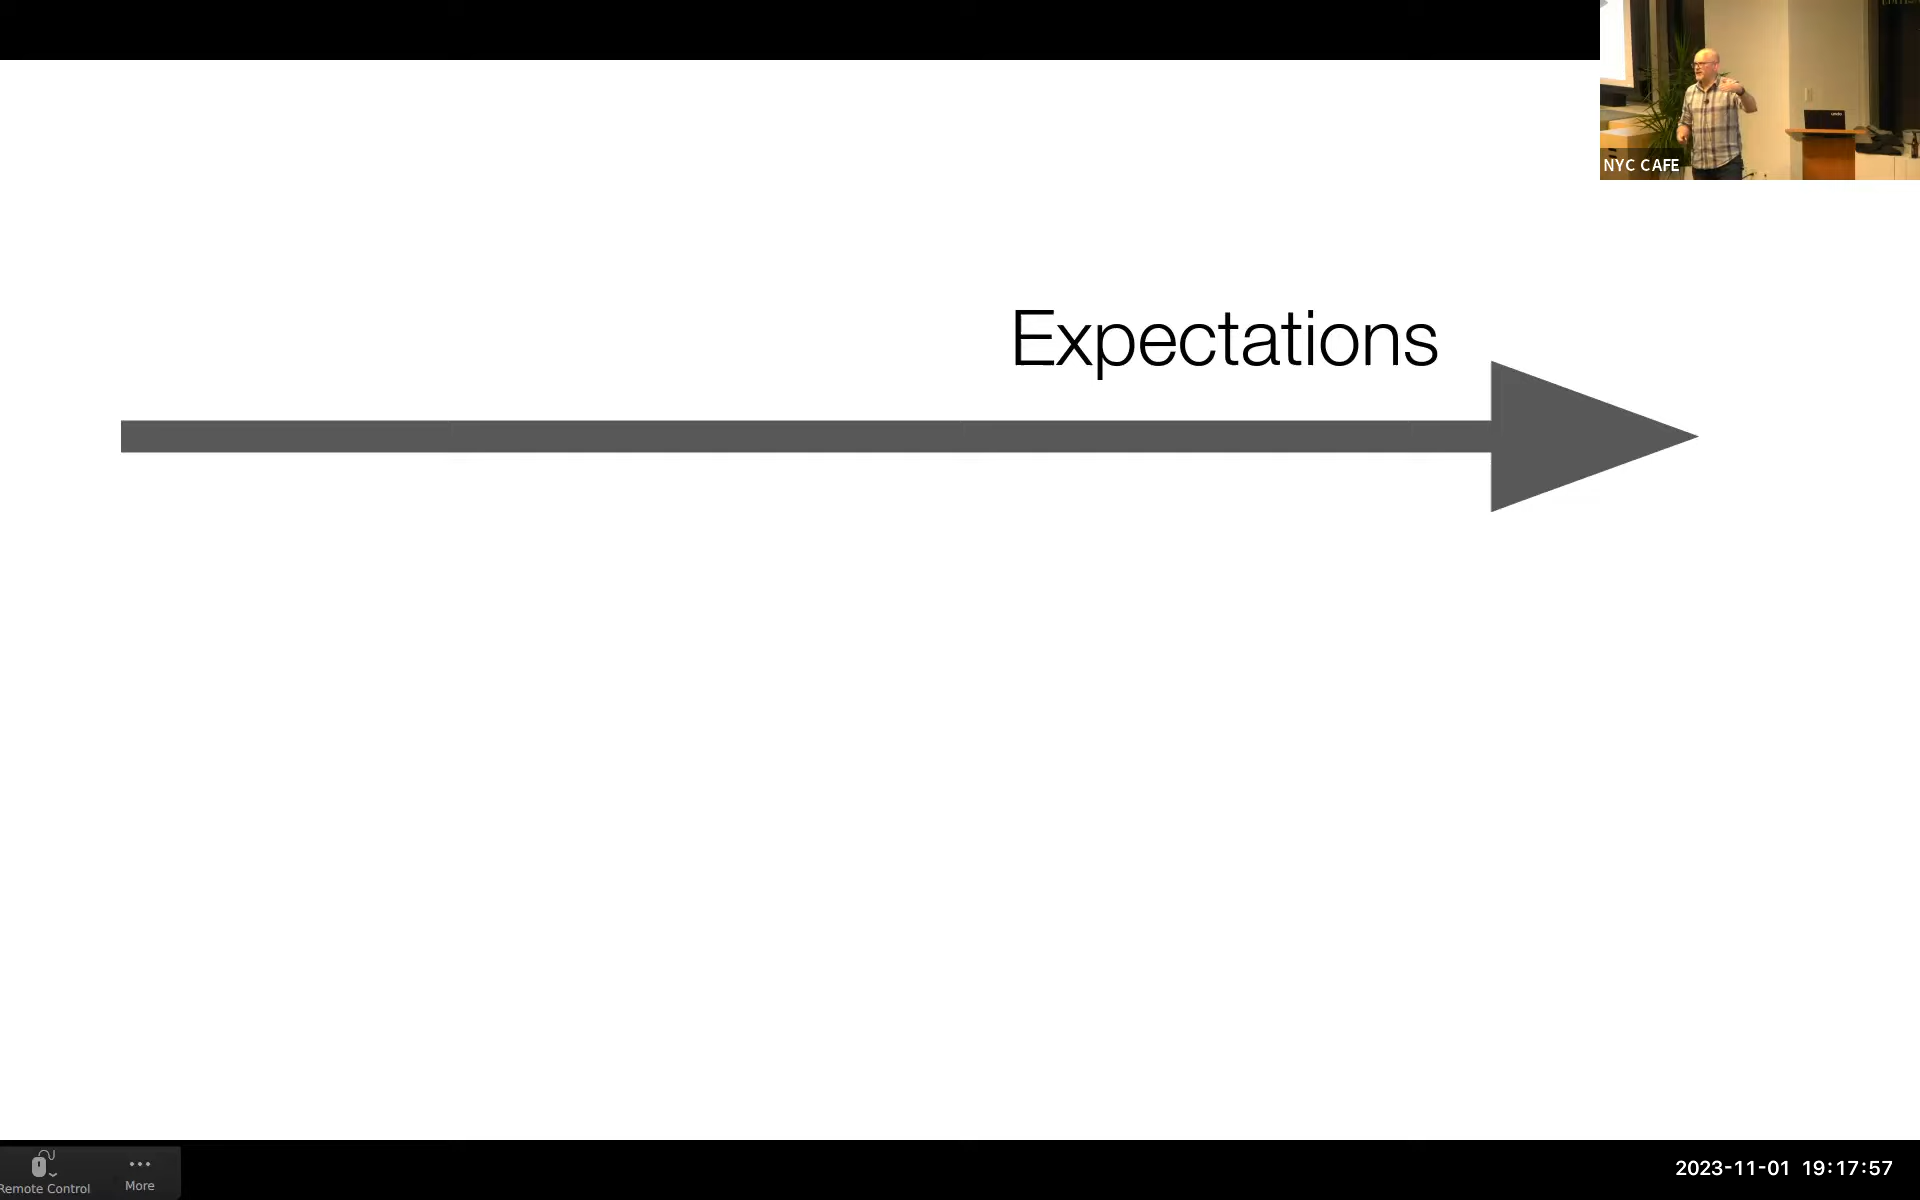 NYC CAFE
Expectations
Remote Control
More
2023-11-01 19:17:57